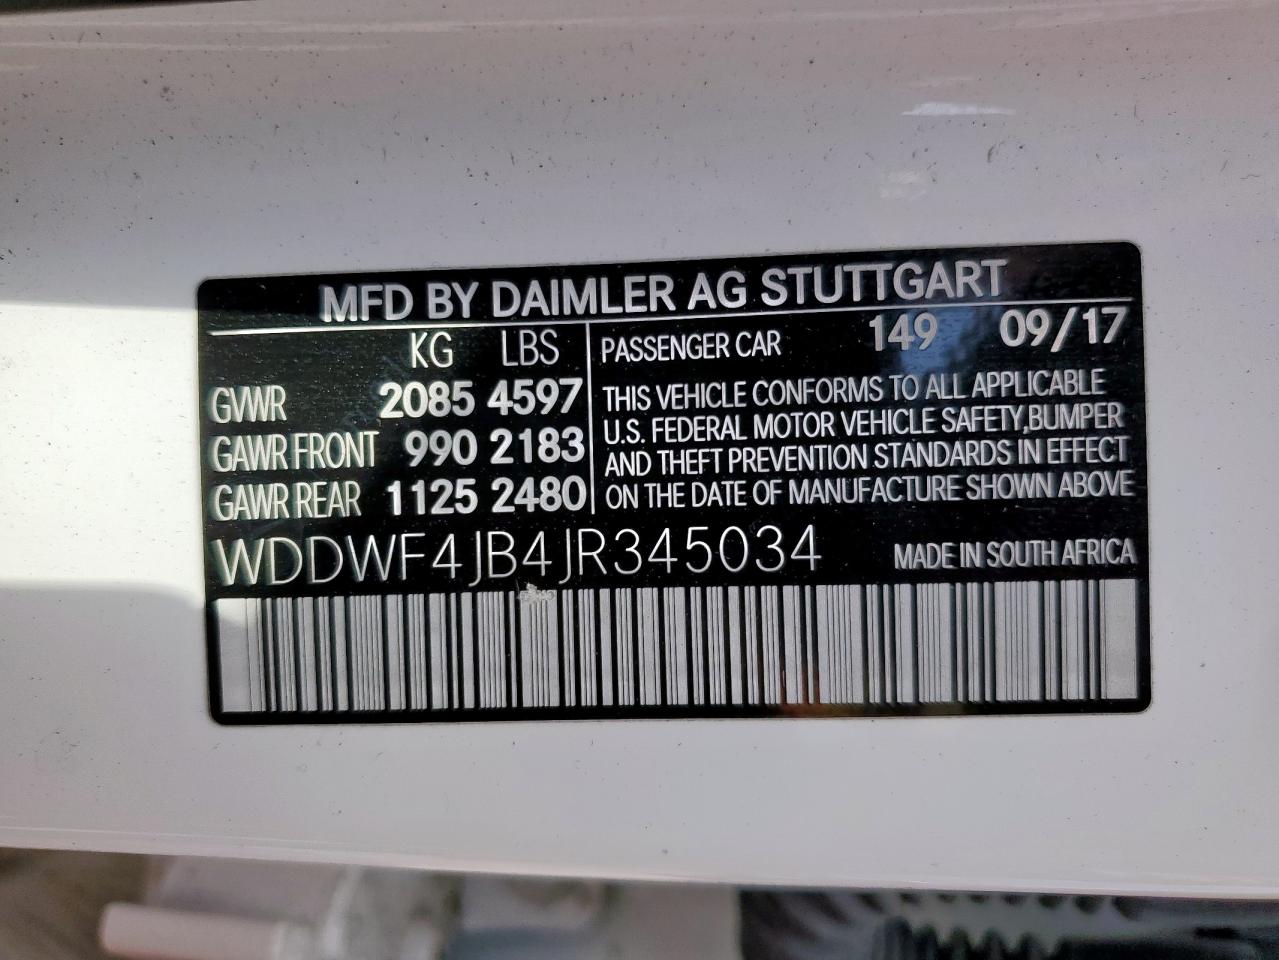 MFD BY DAIMLER AG STUTTGART
KG LBS
GVWR 2085 4597
GAWR FRONT 990 2183
GAWR REAR 1125 2480
PASSENGER CAR 149 09/17
THIS VEHICLE CONFORMS TO ALL APPLICABLE
U.S. FEDERAL MOTOR VEHICLE SAFETY,BUMPER
AND THEFT PREVENTION STANDARDS IN EFFECT
ON THE DATE OF MANUFACTURE SHOWN ABOVE
WDDWF4JB4JR345034 MADE IN SOUTH AFRICA